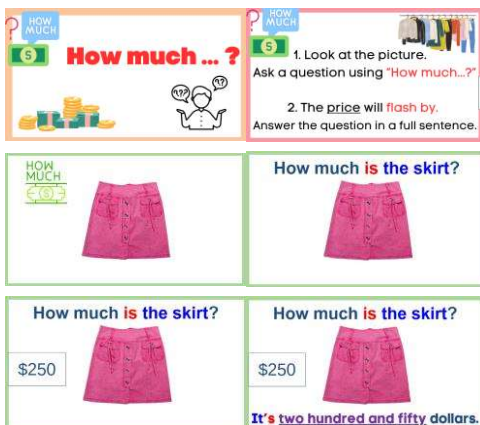 HOW
MUCH
$
How much ... ?
??? ??
HOW
MUCH
$
1. Look at the picture.
Ask a question using "How much...?"
2. The price will flash by.
Answer the question in a full sentence.
HOW
MUCH
$
How much is the skirt?
How much is the skirt?
$250
How much is the skirt?
$250
It's two hundred and fifty dollars.